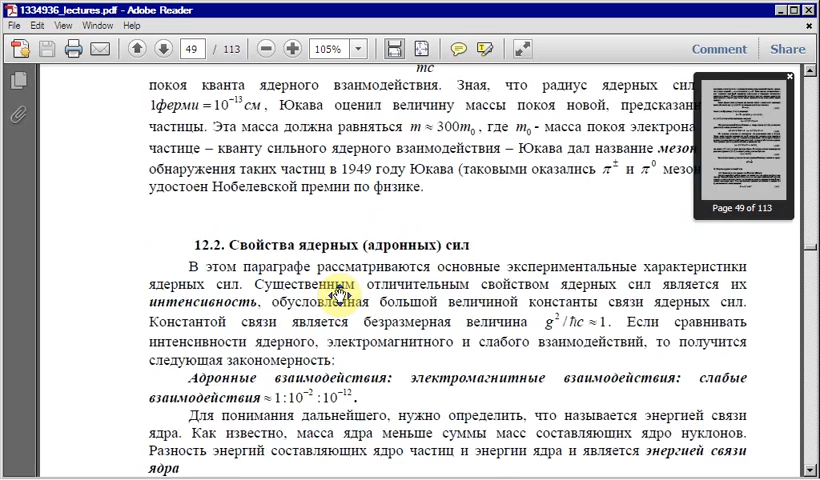 1334936_lectures.pdf - Adobe Reader
File Edit View Window Help
49 / 113 105% Comment Share
mc
покоя кванта ядерного взаимодействия. Зная, что радиус ядерных сил
1ферми = 10⁻¹³ см, Юкава оценил величину массы покоя новой, предсказан
частицы. Эта масса должна равняться m ≈ 300m₀, где m₀ - масса покоя электрона
частице – кванту сильного ядерного взаимодействия – Юкава дал название мезон
обнаружения таких частиц в 1949 году Юкава (таковыми оказались π± и π⁰ мезо
удостоен Нобелевской премии по физике.
Page 49 of 113
12.2. Свойства ядерных (адронных) сил
В этом параграфе рассматриваются основные экспериментальные характеристики
ядерных сил. Существенным отличительным свойством ядерных сил является их
интенсивность, обусловленная большой величиной константы связи ядерных сил.
Константой связи является безразмерная величина g²/ħc ≈ 1. Если сравнивать
интенсивности ядерного, электромагнитного и слабого взаимодействий, то получится
следующая закономерность:
Адронные взаимодействия: электромагнитные взаимодействия: слабые
взаимодействия ≈ 1:10⁻² :10⁻¹².
Для понимания дальнейшего, нужно определить, что называется энергией связи
ядра. Как известно, масса ядра меньше суммы масс составляющих ядро нуклонов.
Разность энергий составляющих ядро частиц и энергии ядра и является энергией связи
ядра